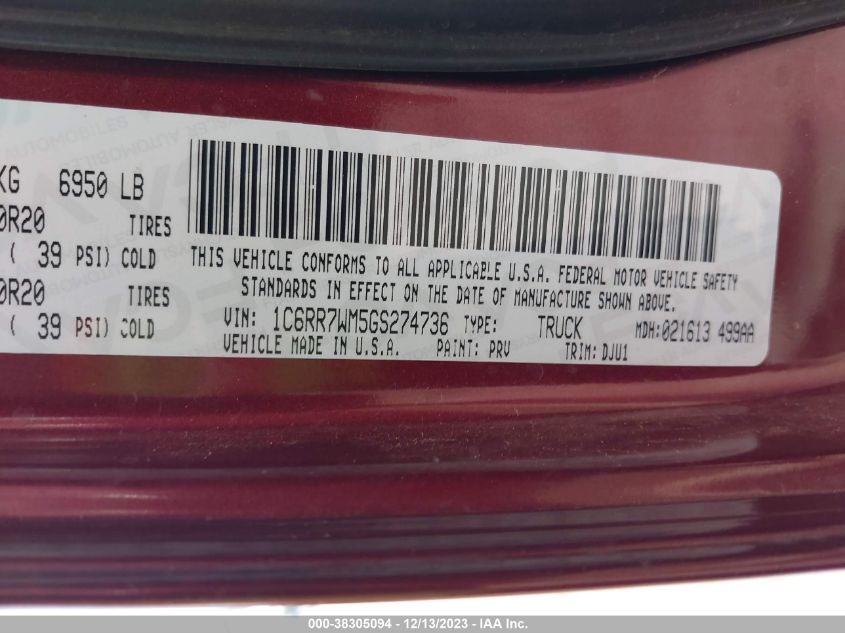 KG 6950 LB
0R20 TIRES
( 39 PSI) COLD
0R20 TIRES
( 39 PSI) COLD
THIS VEHICLE CONFORMS TO ALL APPLICABLE U.S.A. FEDERAL MOTOR VEHICLE SAFETY
STANDARDS IN EFFECT ON THE DATE OF MANUFACTURE SHOWN ABOVE.
VIN: 1C6RR7WM5GS274736 TYPE: TRUCK MDH:021613 499AA
VEHICLE MADE IN U.S.A. PAINT: PRV TRIM: DJU1
000-38305094 - 12/13/2023 - IAA Inc.